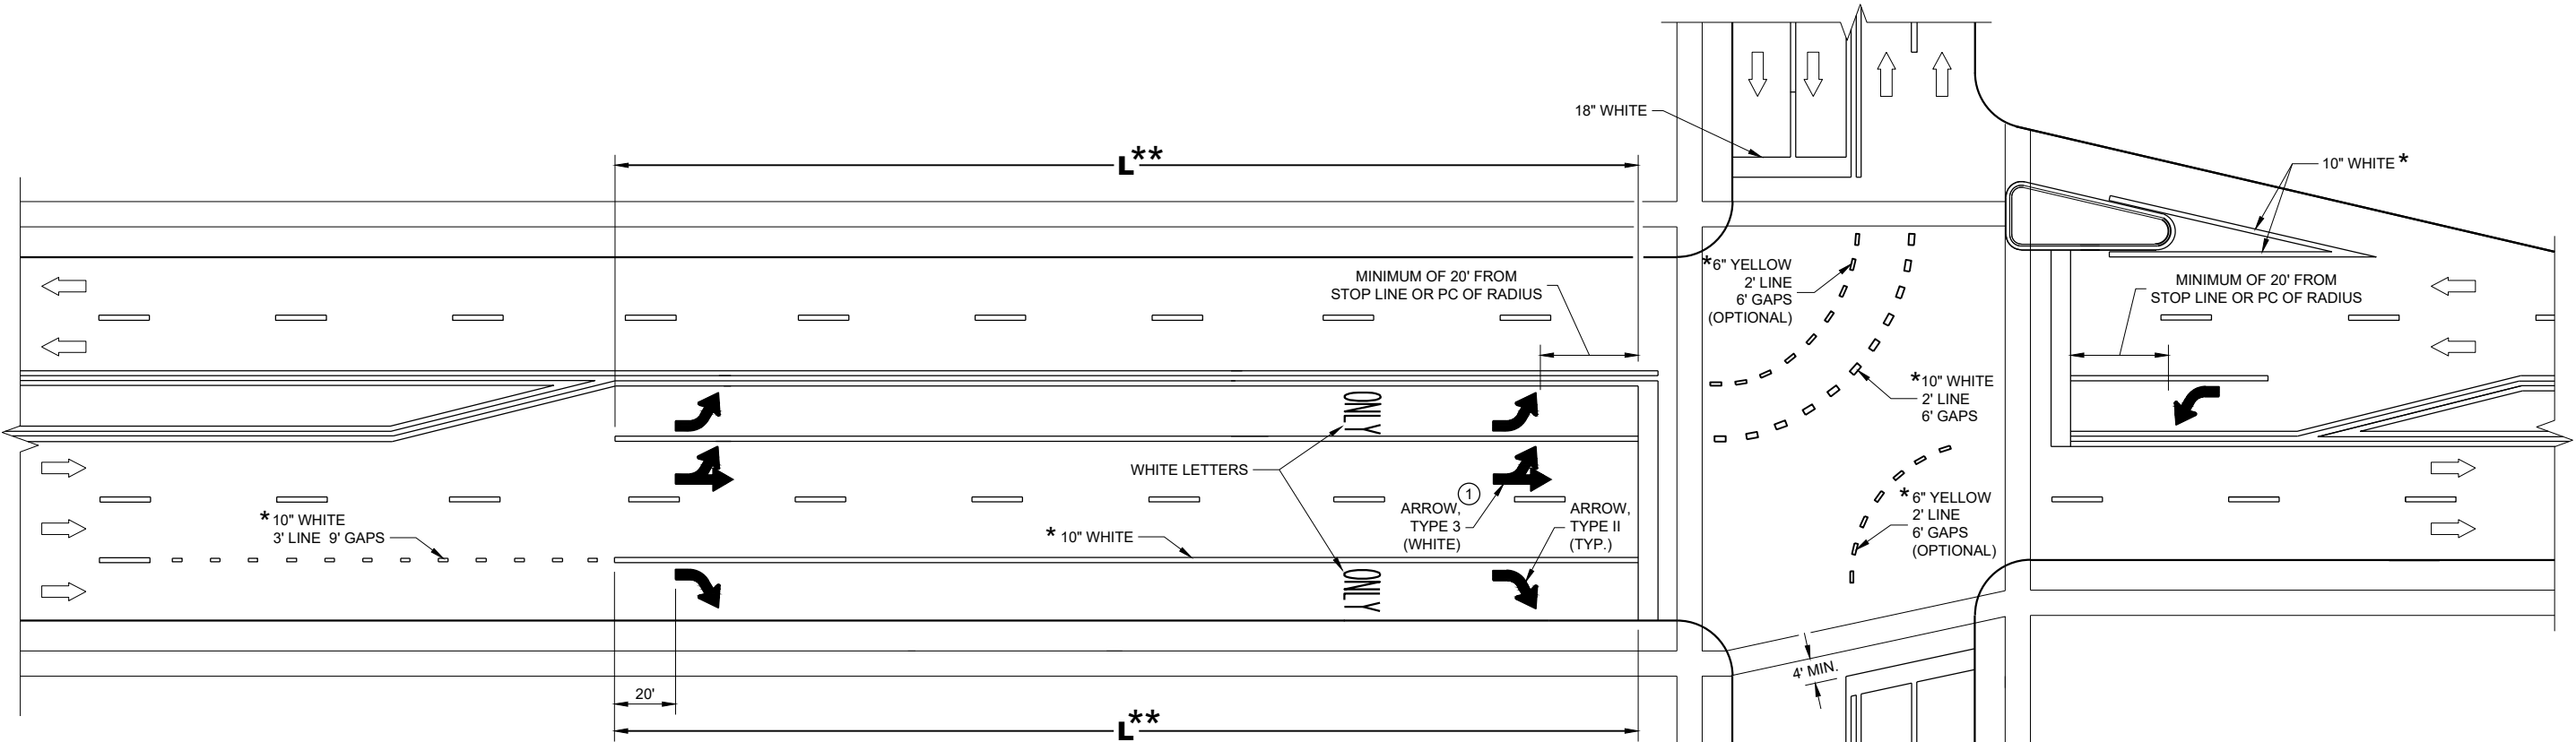 18" WHITE
L**
10" WHITE *
MINIMUM OF 20' FROM
STOP LINE OR PC OF RADIUS
*6" YELLOW
2' LINE
6' GAPS
(OPTIONAL)
MINIMUM OF 20' FROM
STOP LINE OR PC OF RADIUS
*10" WHITE
2' LINE
6' GAPS
ONLY
WHITE LETTERS
1
ARROW,
TYPE 3
(WHITE)
ARROW,
TYPE II
(TYP.)
*6" YELLOW
2' LINE
6' GAPS
(OPTIONAL)
*10" WHITE
3' LINE 9' GAPS
* 10" WHITE
ONLY
4' MIN.
20'
L**